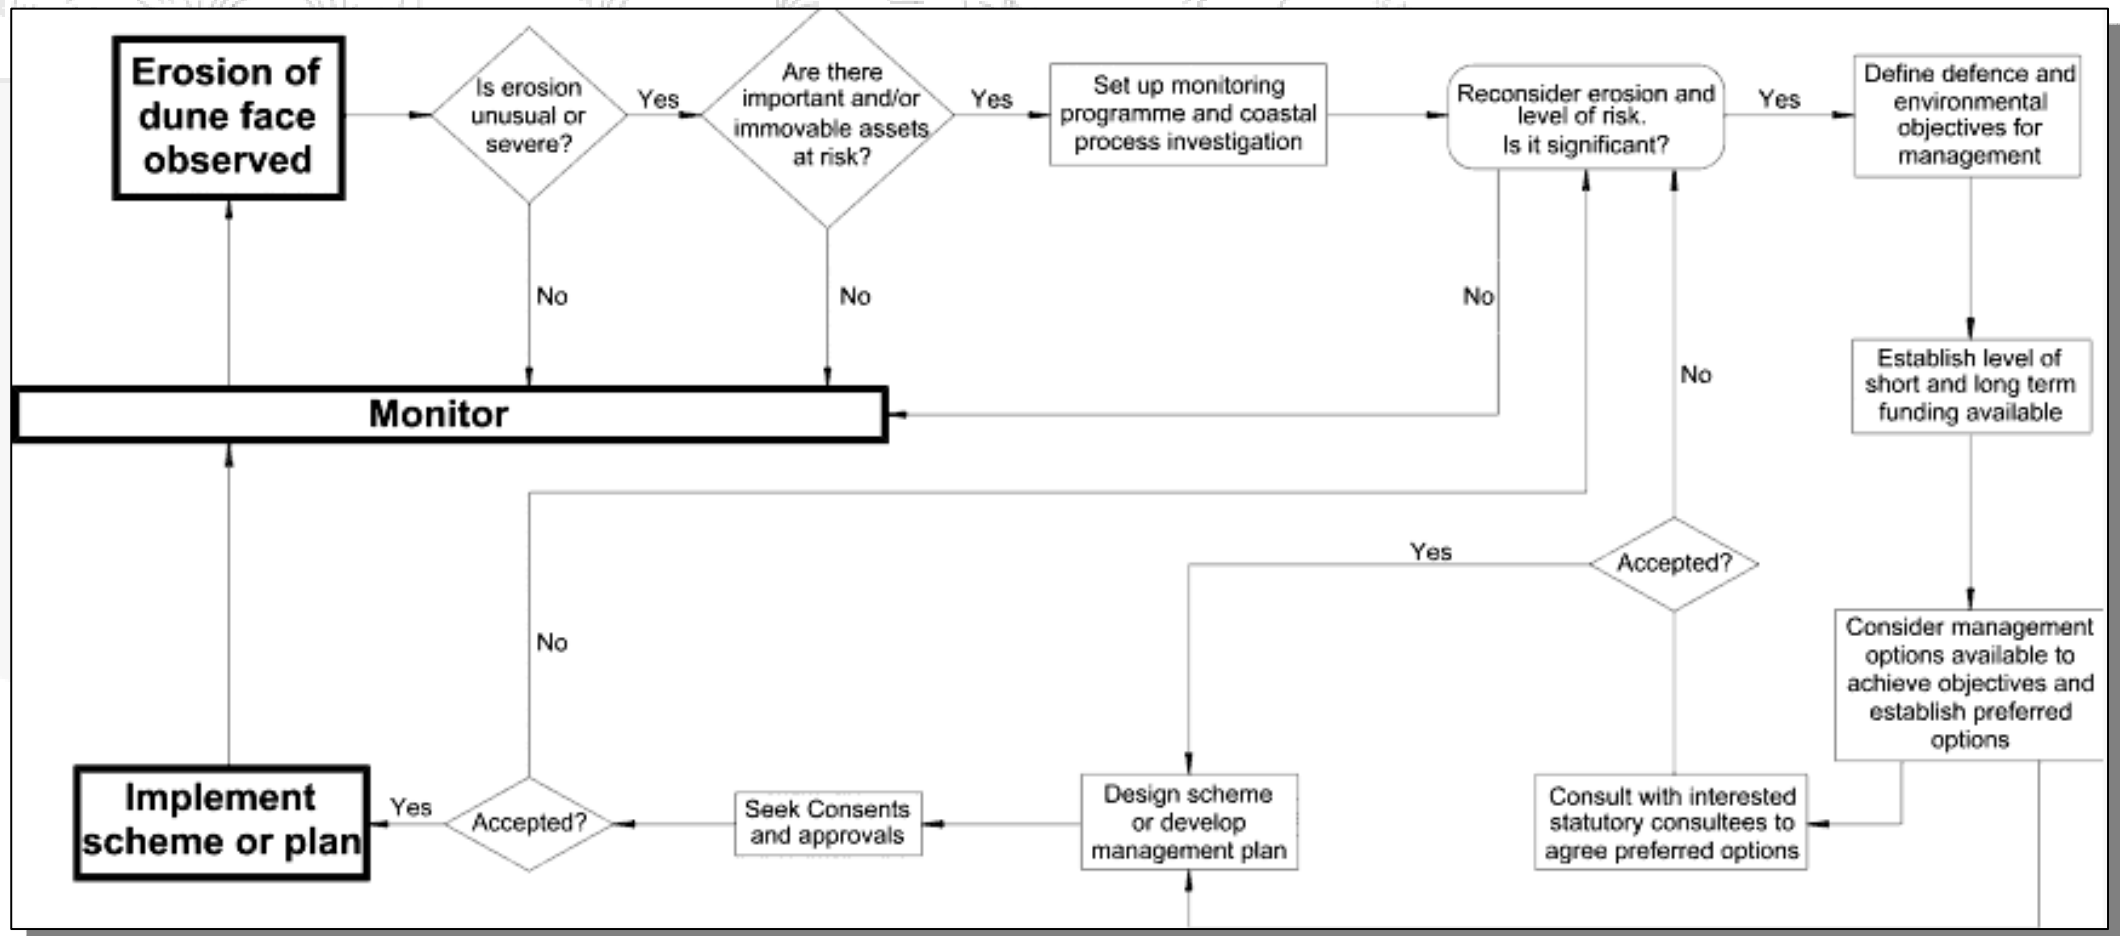 Erosion of
dune face
observed
Is erosion
unusual or
severe?
Yes
Are there
important and/or
immovable assets
at risk?
Yes
Set up monitoring
programme and coastal
process investigation
Reconsider erosion and
level of risk.
Is it significant?
Yes
Define defence and
environmental
objectives for
management
No
No
No
No
Establish level of
short and long term
funding available
Monitor
Yes
Accepted?
No
Consider management
options available to
achieve objectives and
establish preferred
options
Implement
scheme or plan
Yes
Accepted?
Seek Consents
and approvals
Design scheme
or develop
management plan
Consult with interested
statutory consultees to
agree preferred options